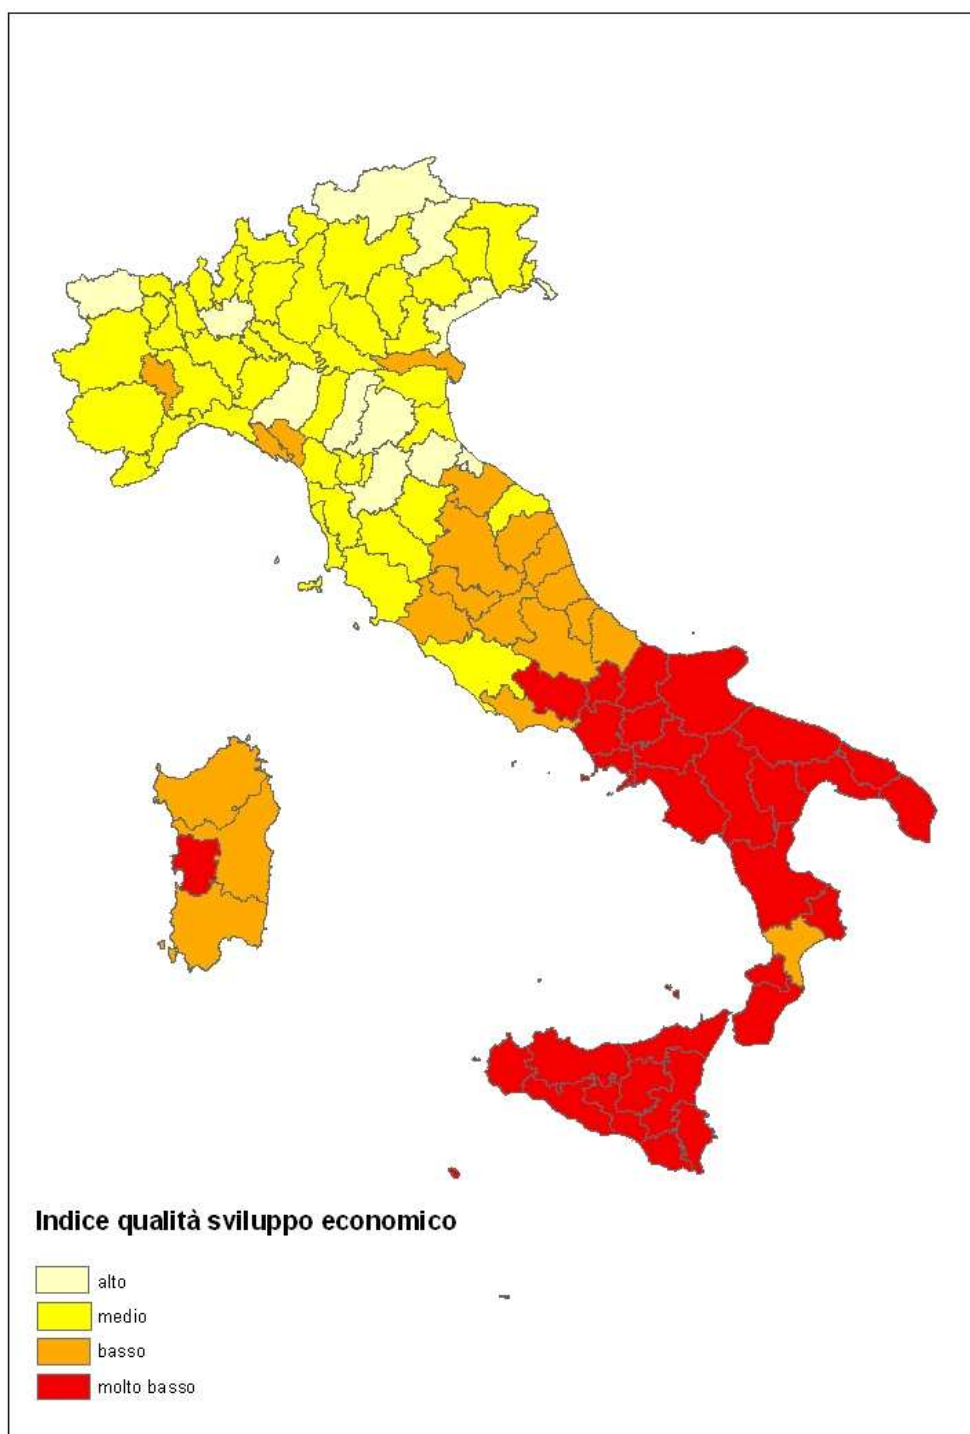 Indice qualità sviluppo economico
alto
medio
basso
molto basso